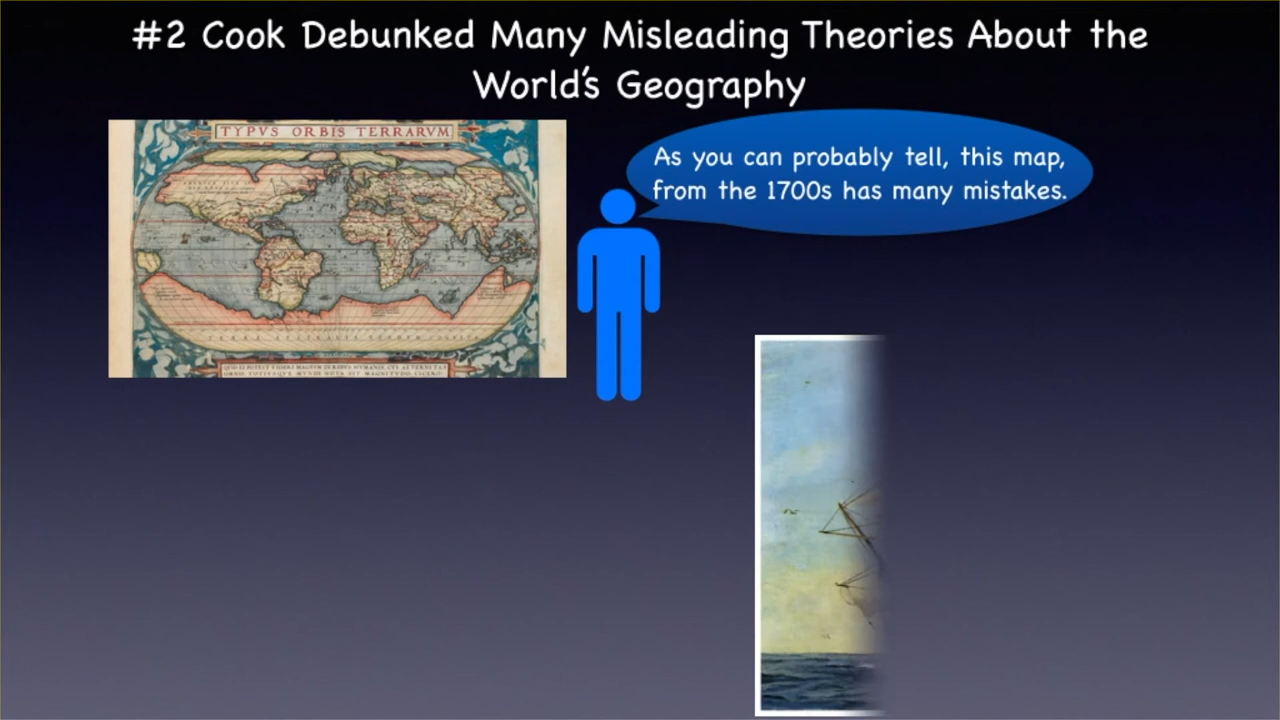 #2 Cook Debunked Many Misleading Theories About the
World's Geography
TYPVS ORBIS TERRARVM
As you can probably tell, this map,
from the 1700s has many mistakes.